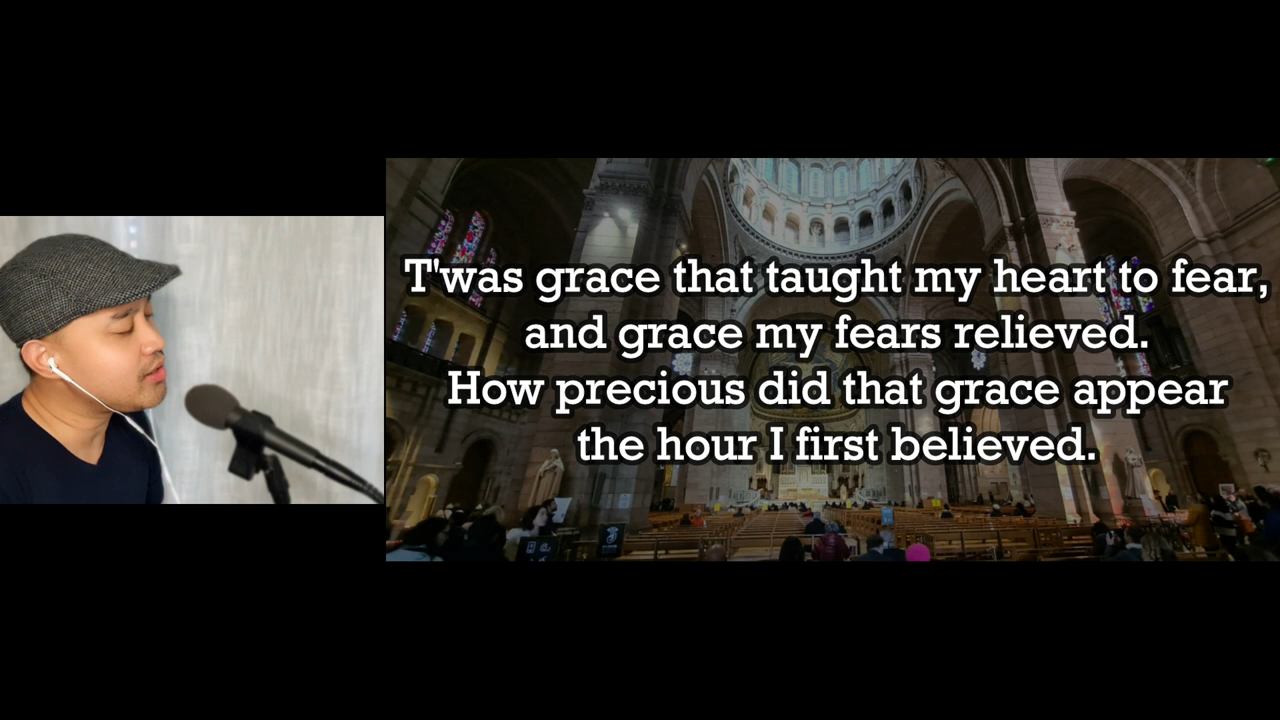 T'was grace that taught my heart to fear,
and grace my fears relieved.
How precious did that grace appear
the hour I first believed.